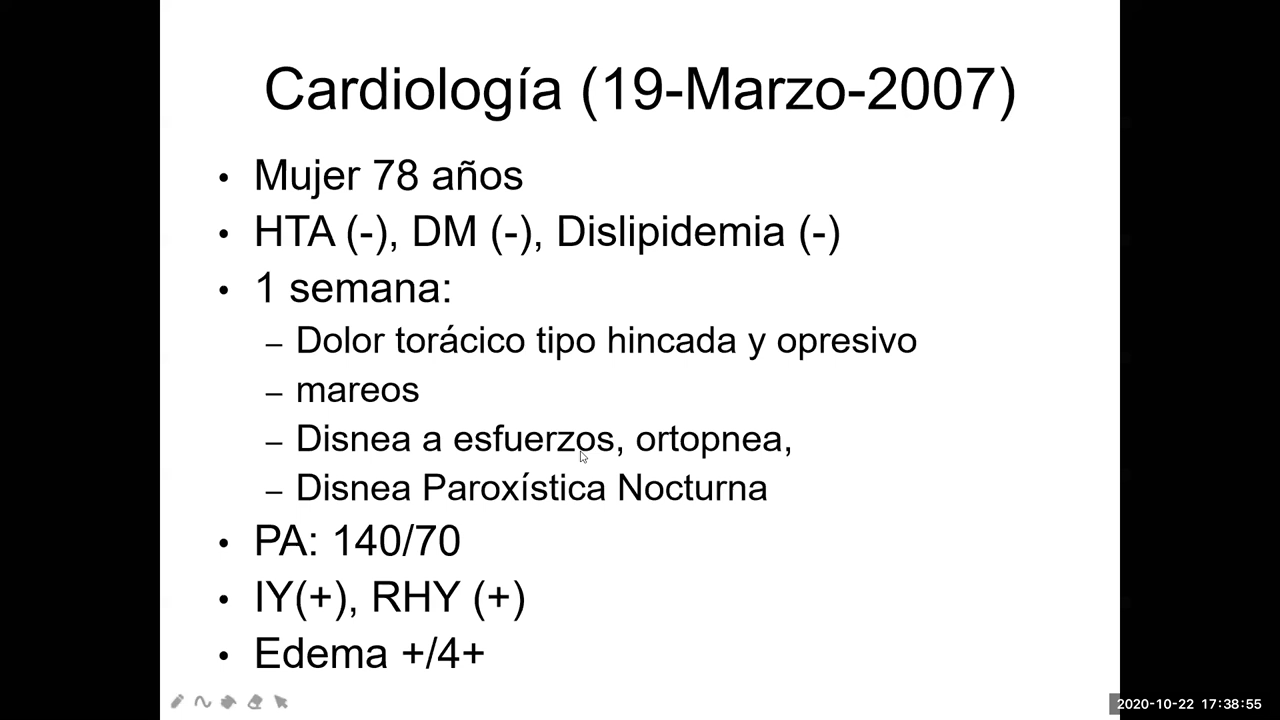 Cardiología (19-Marzo-2007)
• Mujer 78 años
• HTA (-), DM (-), Dislipidemia (-)
• 1 semana:
– Dolor torácico tipo hincada y opresivo
– mareos
– Disnea a esfuerzos, ortopnea,
– Disnea Paroxística Nocturna
• PA: 140/70
• IY(+), RHY (+)
• Edema +/4+
2020-10-22 17:38:55